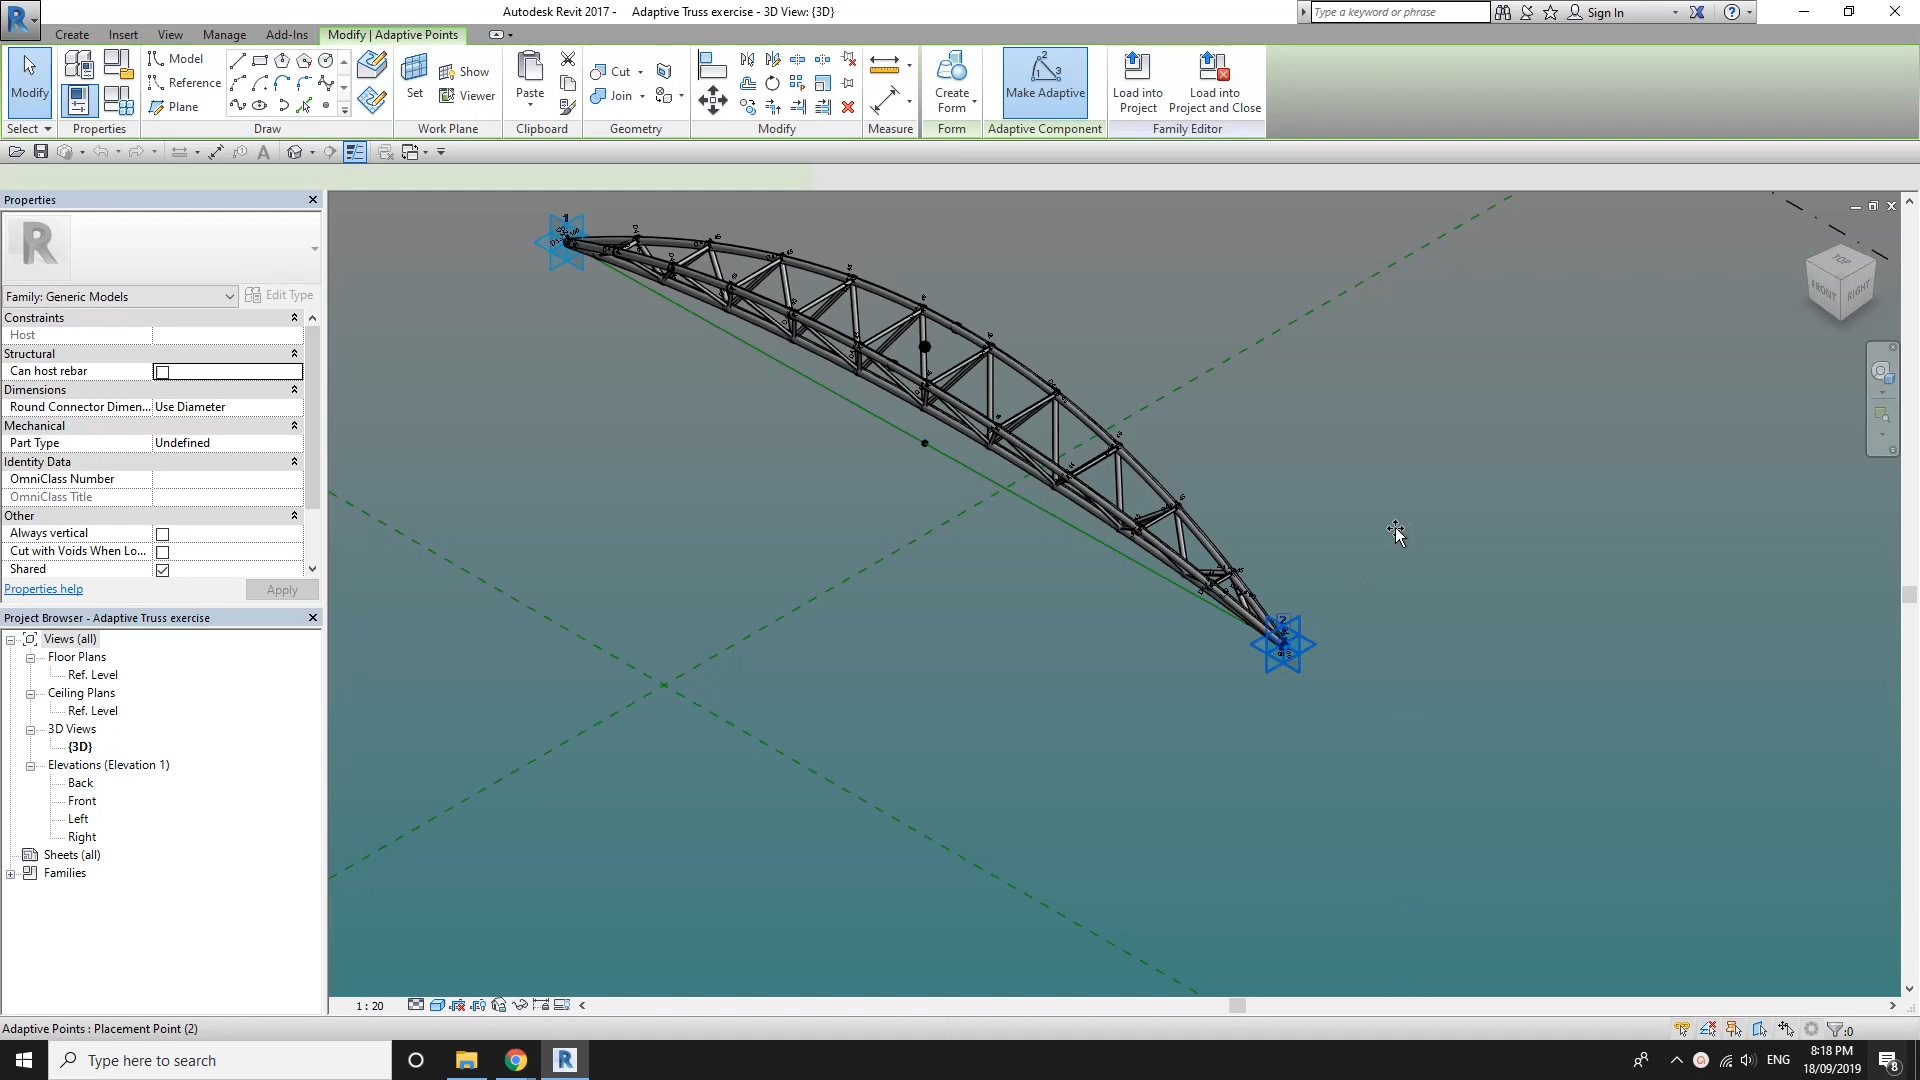 Autodesk Revit 2017 - Adaptive Truss exercise - 3D View: {3D}
Type a keyword or phrase
Sign In
Create Insert View Manage Add-Ins Modify | Adaptive Points
Modify
Select
Properties
Model
Reference
Plane
Draw
Set
Show
Viewer
Work Plane
Paste
Clipboard
Cut
Join
Geometry
Modify
Measure
Create Form
Form
Make Adaptive
Adaptive Component
Load into Project
Load into Project and Close
Family Editor
Properties
Family: Generic Models
Edit Type
Constraints
Host
Structural
Can host rebar
Dimensions
Round Connector Dimen... Use Diameter
Mechanical
Part Type Undefined
Identity Data
OmniClass Number
OmniClass Title
Other
Always vertical
Cut with Voids When Lo...
Shared
Properties help
Apply
Project Browser - Adaptive Truss exercise
Views (all)
Floor Plans
Ref. Level
Ceiling Plans
Ref. Level
3D Views
{3D}
Elevations (Elevation 1)
Back
Front
Left
Right
Sheets (all)
Families
1
2
TOP
FRONT
RIGHT
1 : 20
Adaptive Points : Placement Point (2)
:0
Type here to search
ENG
8:18 PM
18/09/2019
8